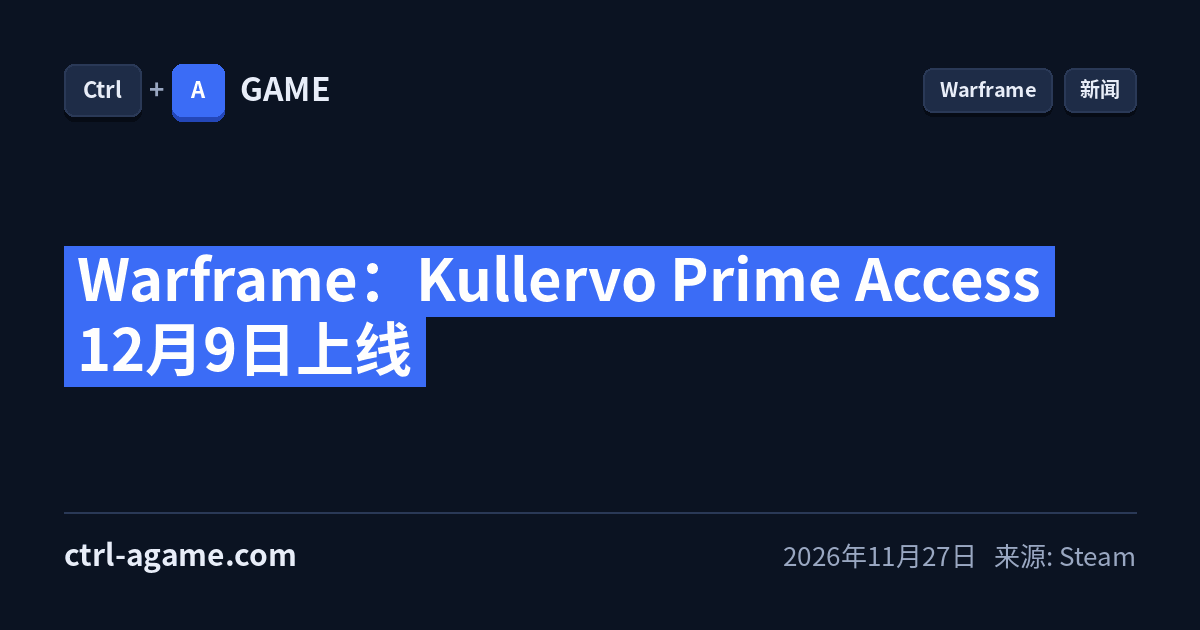 Ctrl + A GAME
Warframe 新闻
Warframe：Kullervo Prime Access
12月9日上线
ctrl-agame.com
2026年11月27日 来源: Steam